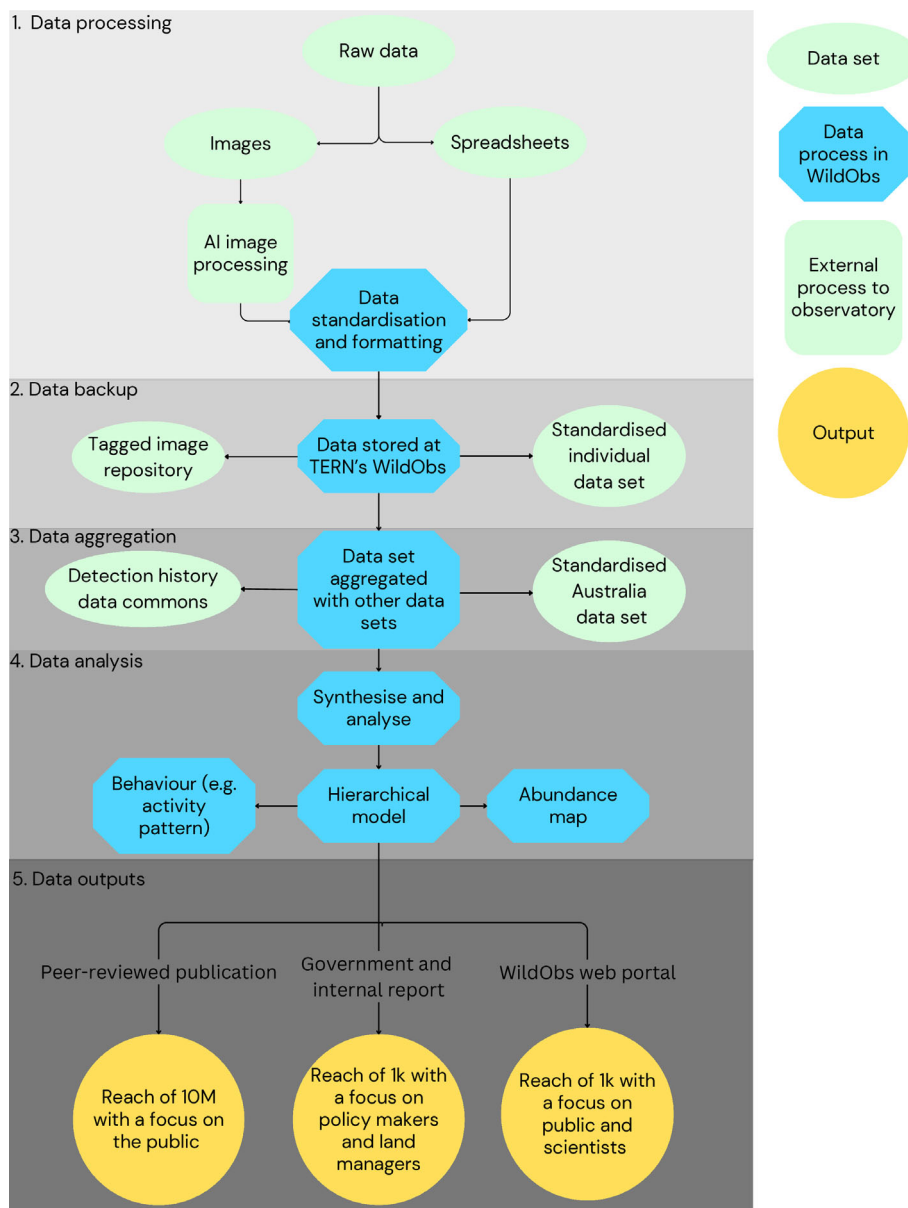 1. Data processing
Raw data
Images
Spreadsheets
AI image
processing
Data
standardisation
and formatting
2. Data backup
Tagged image
repository
Data stored at
TERN's WildObs
Standardised
individual
data set
3. Data aggregation
Detection history
data commons
Data set
aggregated
with other data
sets
Standardised
Australia
data set
4. Data analysis
Synthesise and
analyse
Behaviour (e.g.
activity
pattern)
Hierarchical
model
Abundance
map
5. Data outputs
Peer-reviewed publication
Government and
internal report
WildObs web portal
Reach of 10M
with a focus on
the public
Reach of 1k with
a focus on
policy makers
and land
managers
Reach of 1k with
a focus on
public and
scientists
Data set
Data
process in
WildObs
External
process to
observatory
Output